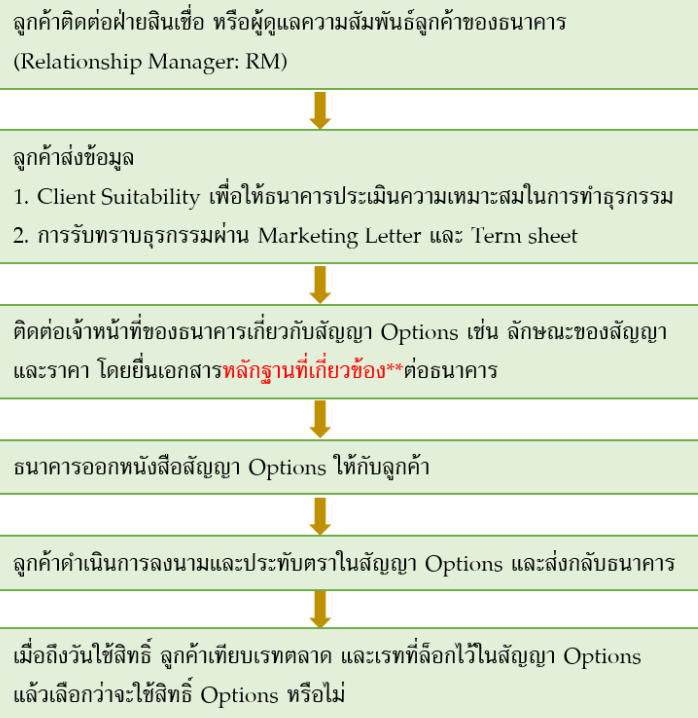 ลูกค้าติดต่อฝ่ายสินเชื่อ หรือผู้ดูแลความสัมพันธ์ลูกค้าของธนาคาร
(Relationship Manager: RM)
ลูกค้าส่งข้อมูล
1. Client Suitability เพื่อให้ธนาคารประเมินความเหมาะสมในการทำธุรกรรม
2. การรับทราบธุรกรรมผ่าน Marketing Letter และ Term sheet
ติดต่อเจ้าหน้าที่ของธนาคารเกี่ยวกับสัญญา Options เช่น ลักษณะของสัญญา
และราคา โดยยื่นเอกสารหลักฐานที่เกี่ยวข้อง**ต่อธนาคาร
ธนาคารออกหนังสือสัญญา Options ให้กับลูกค้า
ลูกค้าดำเนินการลงนามและประทับตราในสัญญา Options และส่งกลับธนาคาร
เมื่อถึงวันใช้สิทธิ์ ลูกค้าเทียบเรทตลาด และเรทที่ล็อกไว้ในสัญญา Options
แล้วเลือกว่าจะใช้สิทธิ์ Options หรือไม่